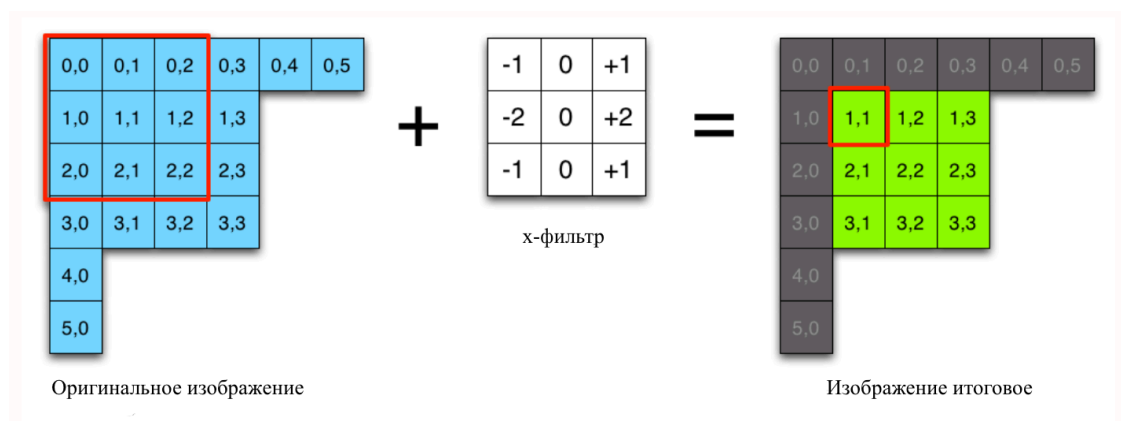 0,0 0,1 0,2 0,3 0,4 0,5 -1 0 +1 0,0 0,1 0,2 0,3 0,4 0,5
1,0 1,1 1,2 1,3 + -2 0 +2 = 1,0 1,1 1,2 1,3
2,0 2,1 2,2 2,3 -1 0 +1 2,0 2,1 2,2 2,3
3,0 3,1 3,2 3,3 3,0 3,1 3,2 3,3
х-фильтр
4,0 4,0
5,0 5,0
Оригинальное изображение Изображение итоговое